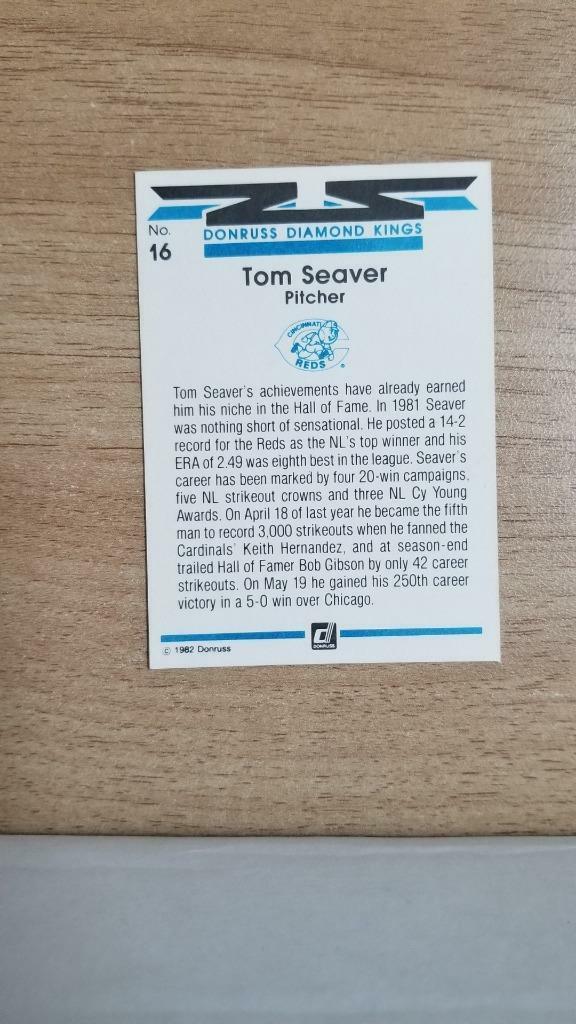 No.
16
DONRUSS DIAMOND KINGS
Tom Seaver
Pitcher
CINCINNATI
REDS
®
Tom Seaver's achievements have already earned
him his niche in the Hall of Fame. In 1981 Seaver
was nothing short of sensational. He posted a 14-2
record for the Reds as the NL's top winner and his
ERA of 2.49 was eighth best in the league. Seaver's
career has been marked by four 20-win campaigns,
five NL strikeout crowns and three NL Cy Young
Awards. On April 18 of last year he became the fifth
man to record 3,000 strikeouts when he fanned the
Cardinals' Keith Hernandez, and at season-end
trailed Hall of Famer Bob Gibson by only 42 career
strikeouts. On May 19 he gained his 250th career
victory in a 5-0 win over Chicago.
© 1982 Donruss
d
DONRUSS